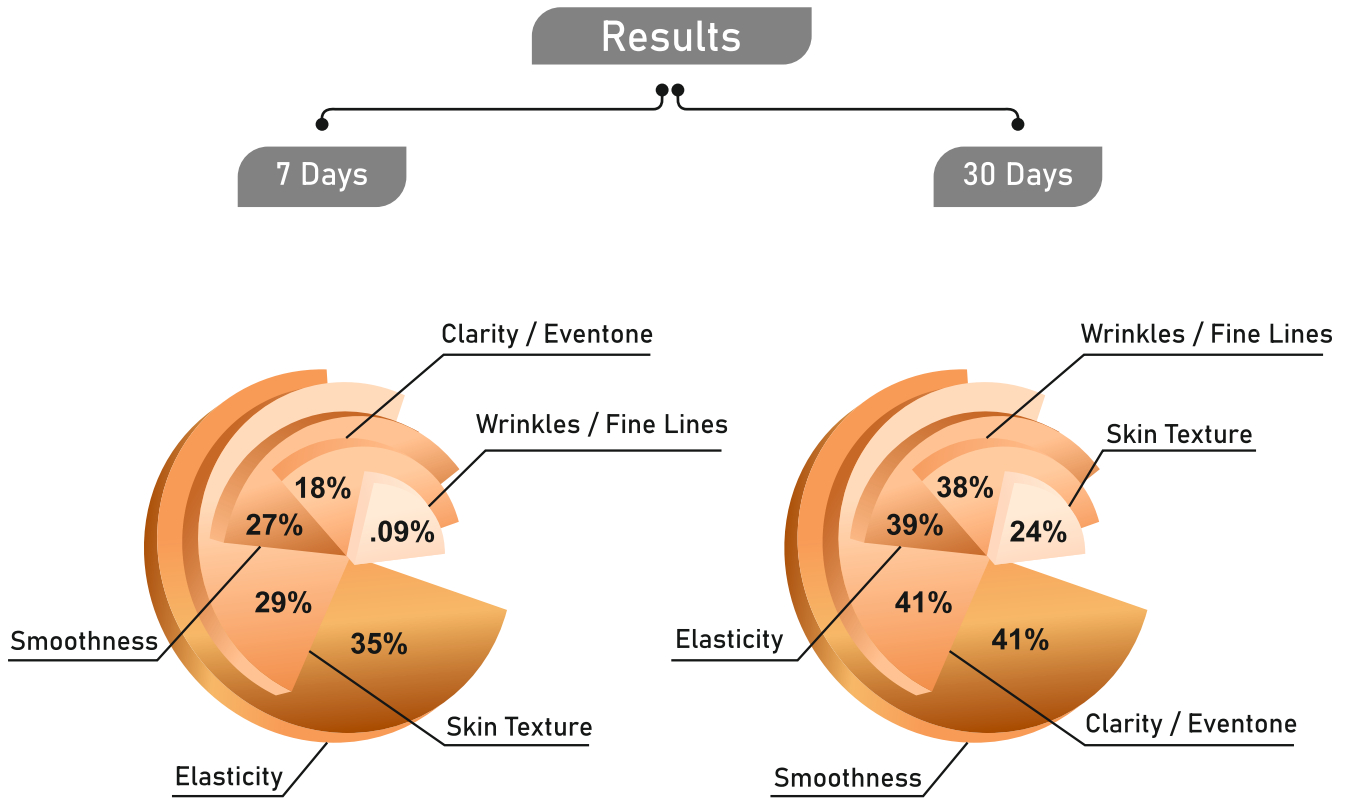 Results
7 Days
30 Days
Clarity / Eventone
Wrinkles / Fine Lines
18%
27%
.09%
29%
35%
Smoothness
Skin Texture
Elasticity
Wrinkles / Fine Lines
Skin Texture
38%
39%
24%
41%
41%
Elasticity
Clarity / Eventone
Smoothness